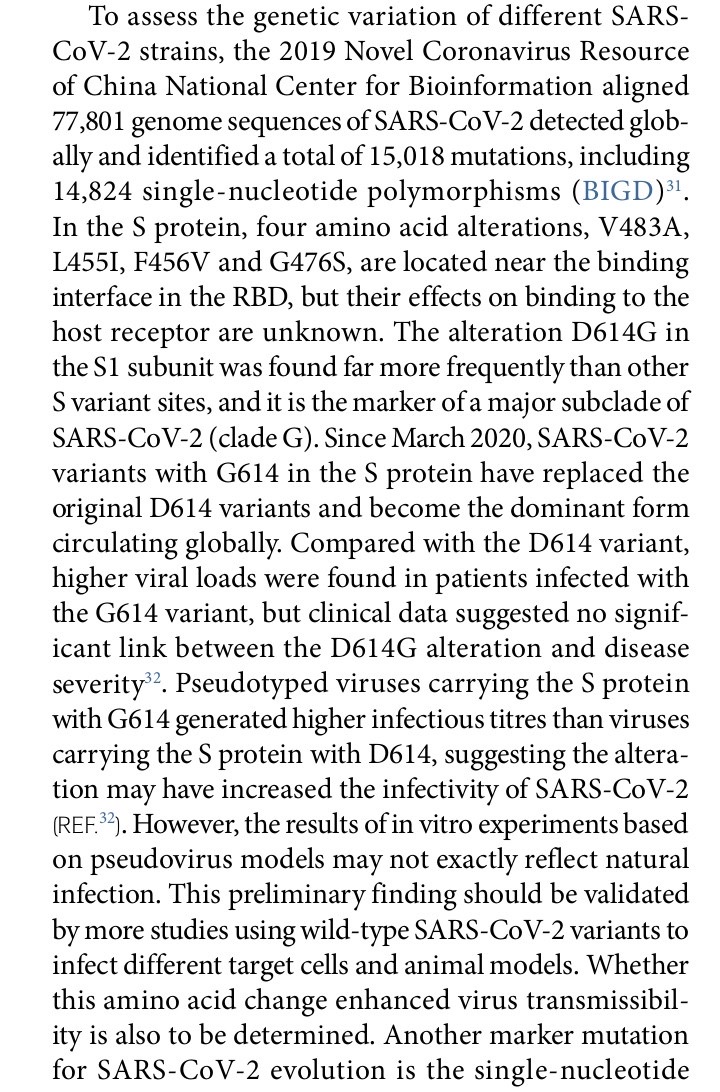 To assess the genetic variation of different SARS-
CoV-2 strains, the 2019 Novel Coronavirus Resource
of China National Center for Bioinformation aligned
77,801 genome sequences of SARS-CoV-2 detected glob-
ally and identified a total of 15,018 mutations, including
14,824 single-nucleotide polymorphisms (BIGD)31.
In the S protein, four amino acid alterations, V483A,
L455I, F456V and G476S, are located near the binding
interface in the RBD, but their effects on binding to the
host receptor are unknown. The alteration D614G in
the S1 subunit was found far more frequently than other
S variant sites, and it is the marker of a major subclade of
SARS-CoV-2 (clade G). Since March 2020, SARS-CoV-2
variants with G614 in the S protein have replaced the
original D614 variants and become the dominant form
circulating globally. Compared with the D614 variant,
higher viral loads were found in patients infected with
the G614 variant, but clinical data suggested no signif-
icant link between the D614G alteration and disease
severity32. Pseudotyped viruses carrying the S protein
with G614 generated higher infectious titres than viruses
carrying the S protein with D614, suggesting the altera-
tion may have increased the infectivity of SARS-CoV-2
(REF.32). However, the results of in vitro experiments based
on pseudovirus models may not exactly reflect natural
infection. This preliminary finding should be validated
by more studies using wild-type SARS-CoV-2 variants to
infect different target cells and animal models. Whether
this amino acid change enhanced virus transmissibil-
ity is also to be determined. Another marker mutation
for SARS-CoV-2 evolution is the single-nucleotide